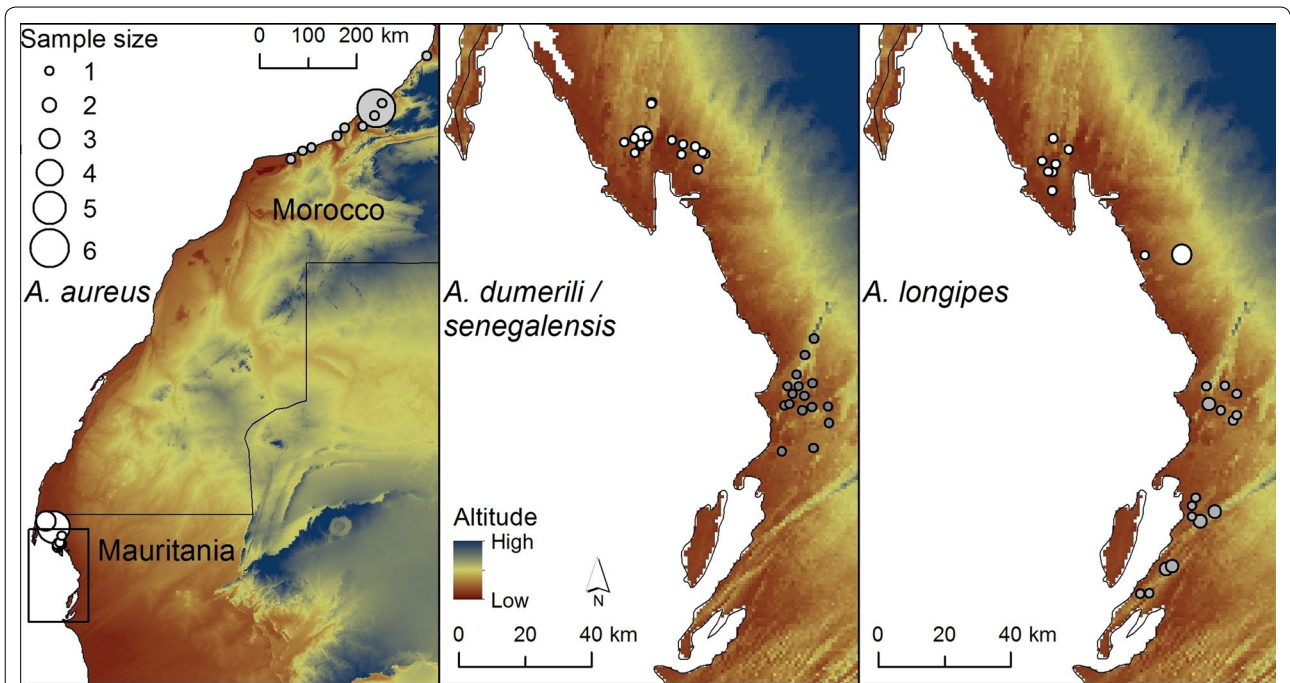 Sample size
1
2
3
4
5
6
0 100 200 km
Morocco
A. aureus
Mauritania
A. dumerili /
senegalensis
Altitude
High
Low
N
0 20 40 km
A. longipes
0 20 40 km